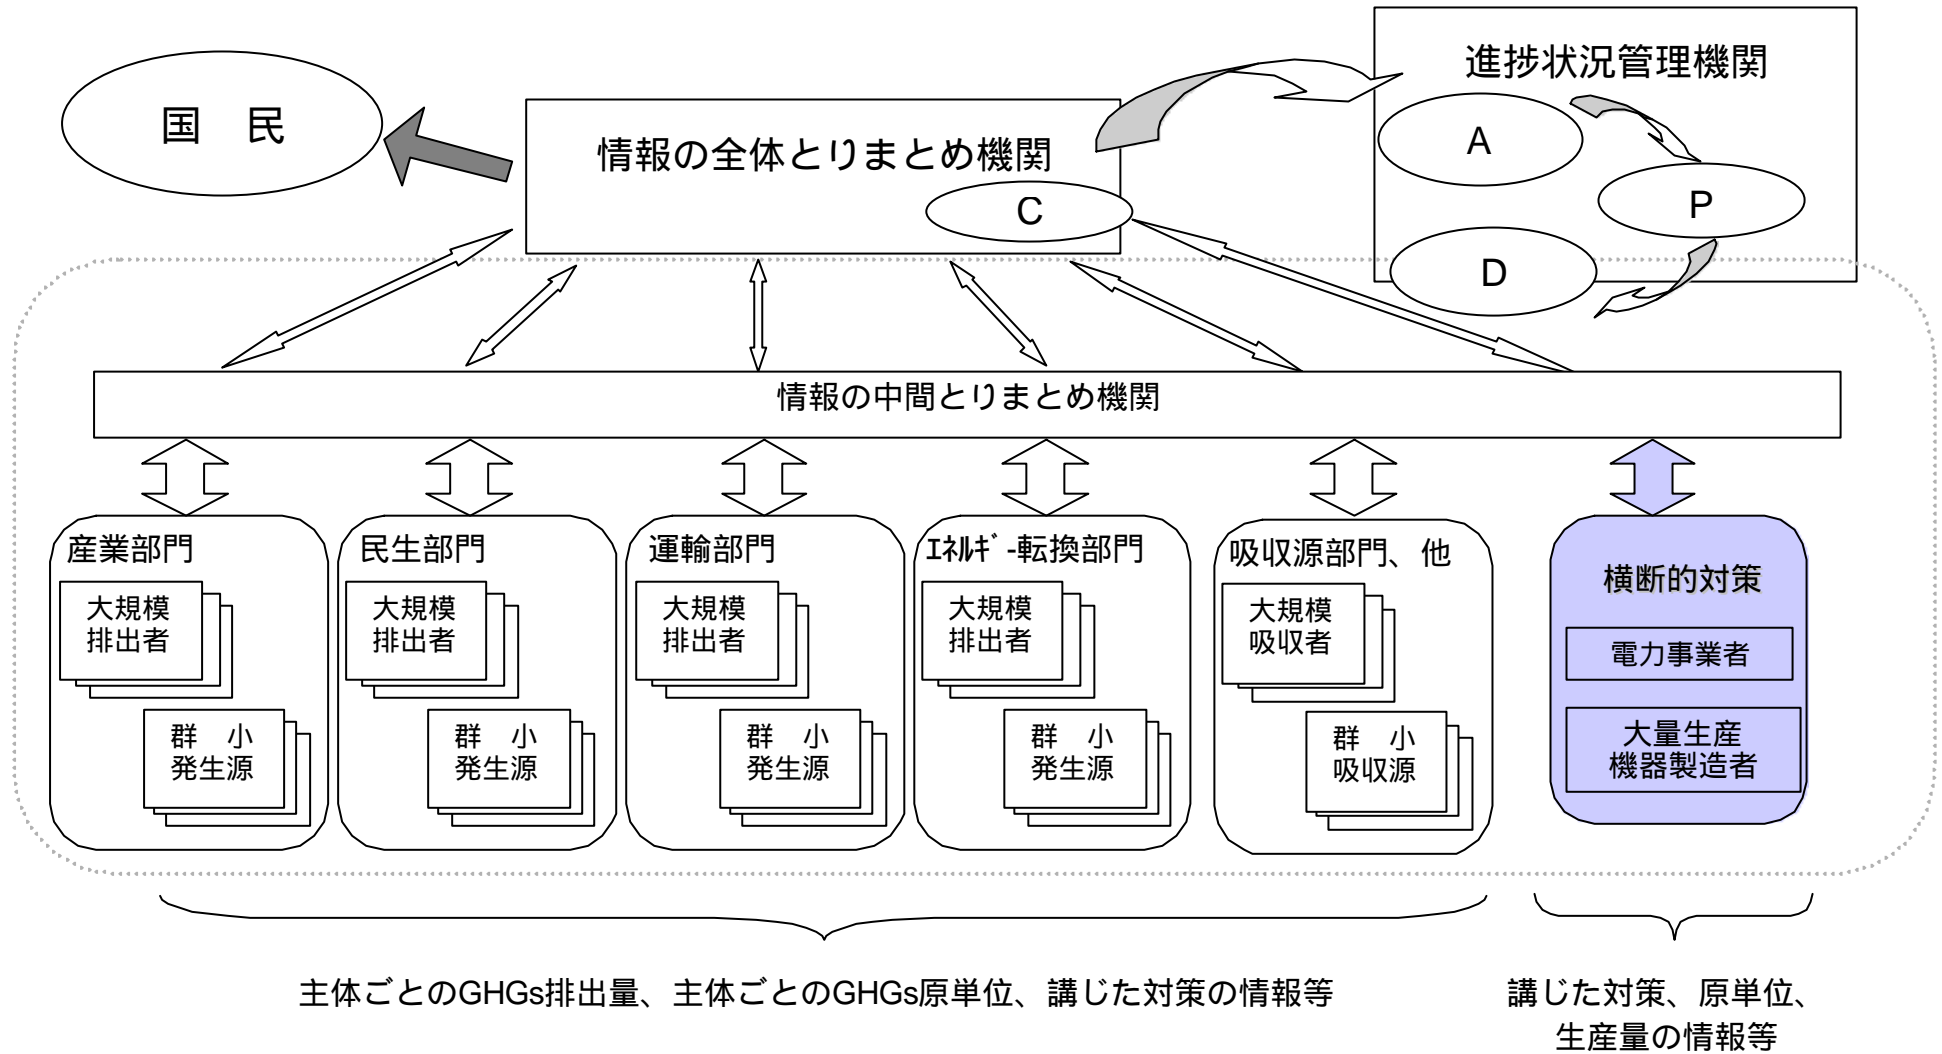 国　民
情報の全体とりまとめ機関
C
進捗状況管理機関
A
P
D
情報の中間とりまとめ機関
産業部門
大規模
排出者
群　小
発生源
民生部門
大規模
排出者
群　小
発生源
運輸部門
大規模
排出者
群　小
発生源
ｴﾈﾙｷﾞ-転換部門
大規模
排出者
群　小
発生源
吸収源部門、他
大規模
吸収者
群　小
吸収源
横断的対策
電力事業者
大量生産
機器製造者
主体ごとのGHGs排出量、主体ごとのGHGs原単位、講じた対策の情報等
講じた対策、原単位、
生産量の情報等